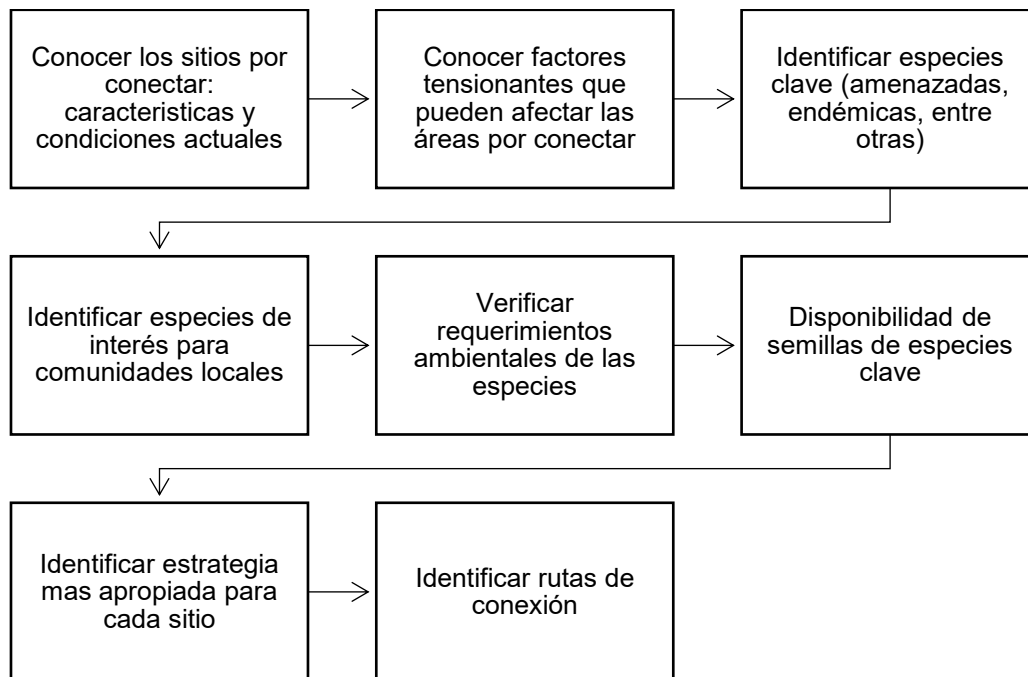 Conocer los sitios por
conectar:
caracteristicas y
condiciones actuales
Conocer factores
tensionantes que
pueden afectar las
áreas por conectar
Identificar especies
clave (amenazadas,
endémicas, entre
otras)
Identificar especies de
interés para
comunidades locales
Verificar
requerimientos
ambientales de las
especies
Disponibilidad de
semillas de especies
clave
Identificar estrategia
mas apropiada para
cada sitio
Identificar rutas de
conexión